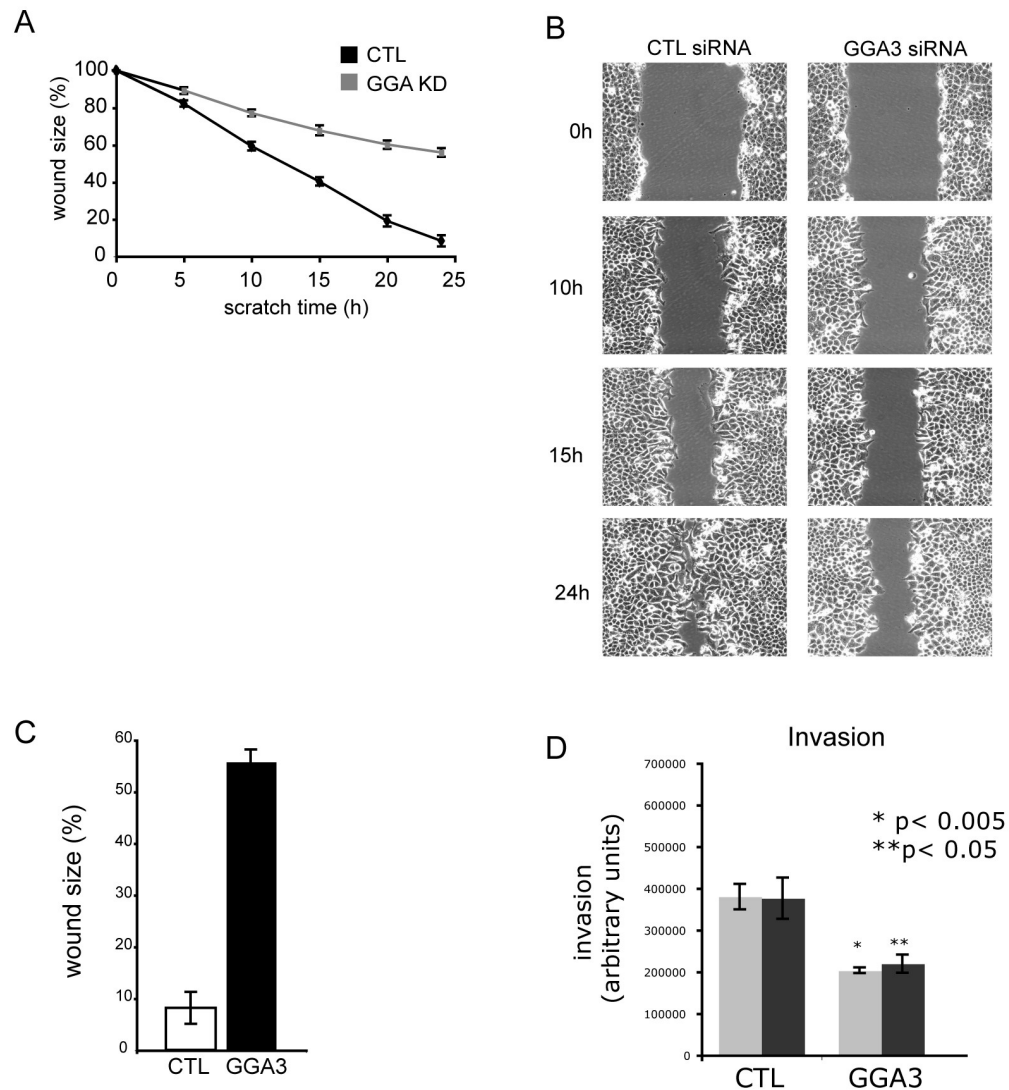 A
CTL
GGA KD
wound size (%)
100
80
60
40
20
0
0 5 10 15 20 25
scratch time (h)
B
CTL siRNA GGA3 siRNA
0h
10h
15h
24h
C
wound size (%)
60
50
60
30
20
10
0
CTL GGA3
D
Invasion
invasion
(arbitrary units)
700000
600000
500000
400000
300000
200000
100000
0
* p< 0.005
**p< 0.05
* **
CTL GGA3